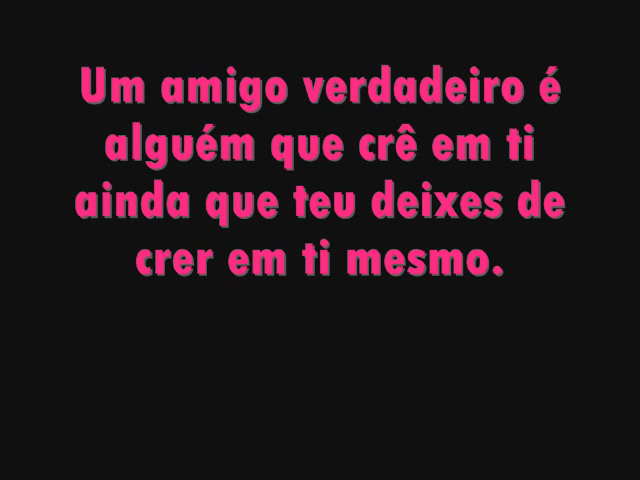 Um amigo verdadeiro é
alguém que crê em ti
ainda que teu deixes de
crer em ti mesmo.